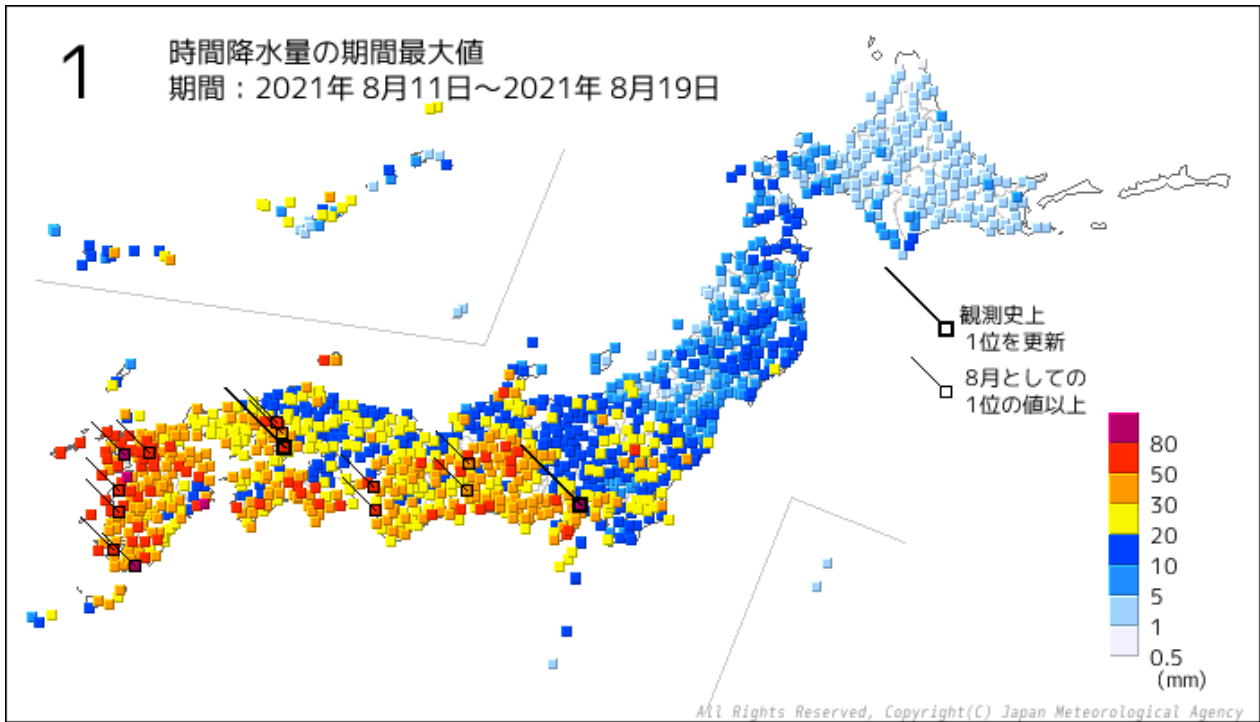 1
時間降水量の期間最大値
期間：2021年 8月11日～2021年 8月19日
観測史上
1位を更新
8月としての
1位の値以上
80
50
30
20
10
5
1
0.5
(mm)
All Rights Reserved, Copyright(C) Japan Meteorological Agency